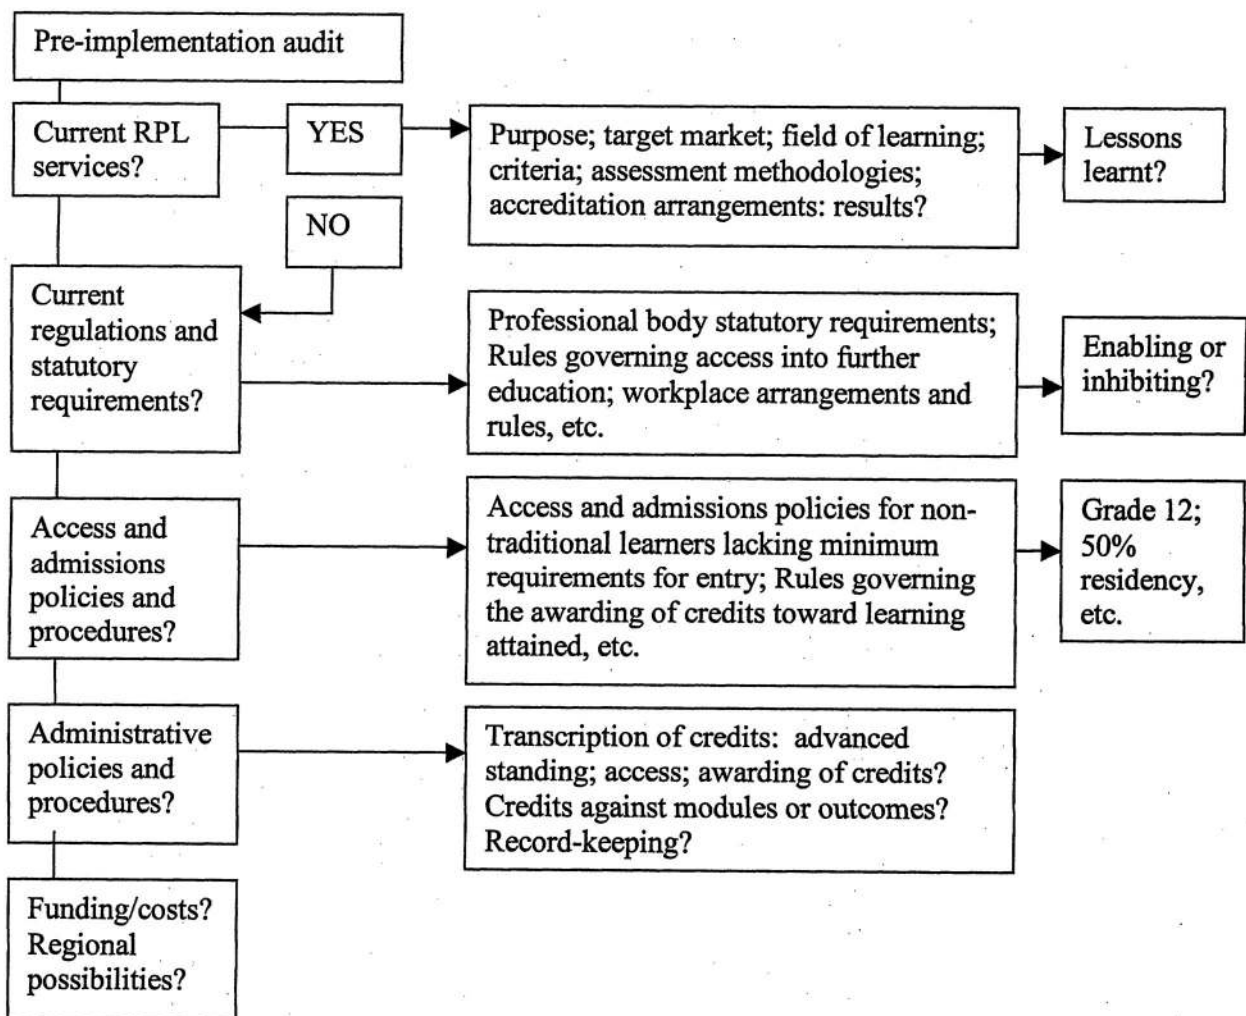 Pre-implementation audit
Current RPL
services?
YES
Purpose; target market; field of learning;
criteria; assessment methodologies;
accreditation arrangements: results?
Lessons
learnt?
NO
Current
regulations and
statutory
requirements?
Professional body statutory requirements;
Rules governing access into further
education; workplace arrangements and
rules, etc.
Enabling or
inhibiting?
Access and
admissions
policies and
procedures?
Access and admissions policies for non-
traditional learners lacking minimum
requirements for entry; Rules governing
the awarding of credits toward learning
attained, etc.
Grade 12;
50%
residency,
etc.
Administrative
policies and
procedures?
Transcription of credits: advanced
standing; access; awarding of credits?
Credits against modules or outcomes?
Record-keeping?
Funding/costs?
Regional
possibilities?